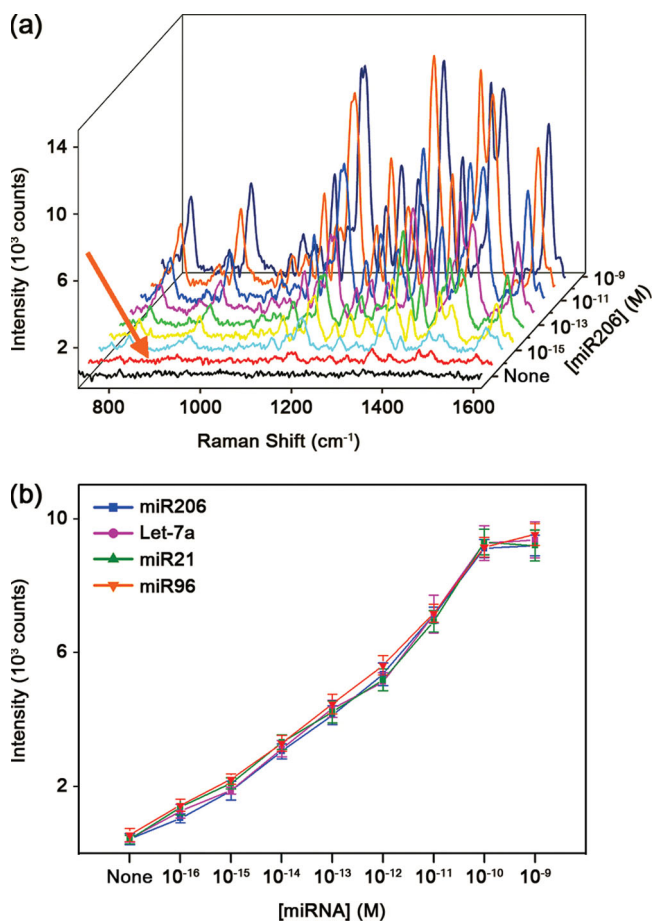 (a)
Intensity (10³ counts)
14
10
6
2
800 1000 1200 1400 1600
Raman Shift (cm⁻¹)
10⁻⁹
10⁻¹¹
10⁻¹³
10⁻¹⁵
None
[miR206] (M)
(b)
miR206
Let-7a
miR21
miR96
Intensity (10³ counts)
10
6
2
None 10⁻¹⁶ 10⁻¹⁵ 10⁻¹⁴ 10⁻¹³ 10⁻¹² 10⁻¹¹ 10⁻¹⁰ 10⁻⁹
[miRNA] (M)